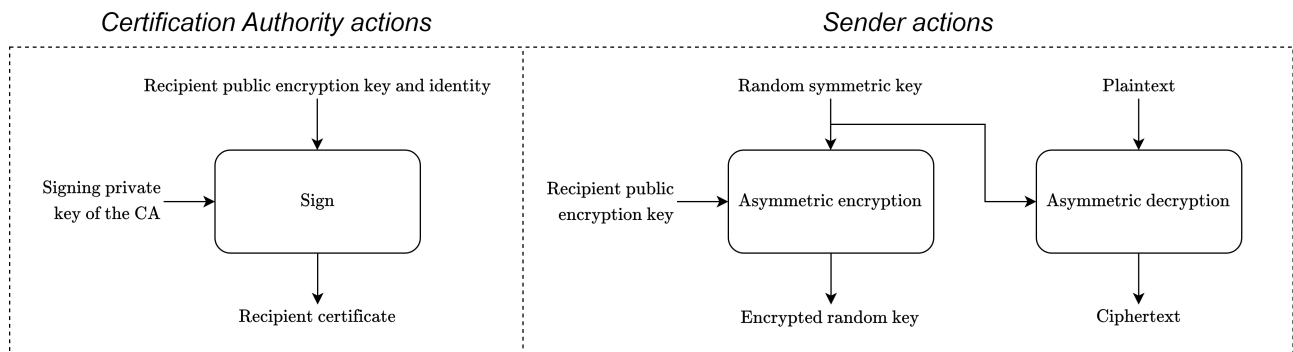 Certification Authority actions
Sender actions
Recipient public encryption key and identity
Signing private
key of the CA
Sign
Recipient certificate
Random symmetric key
Plaintext
Recipient public
encryption key
Asymmetric encryption
Asymmetric decryption
Encrypted random key
Ciphertext